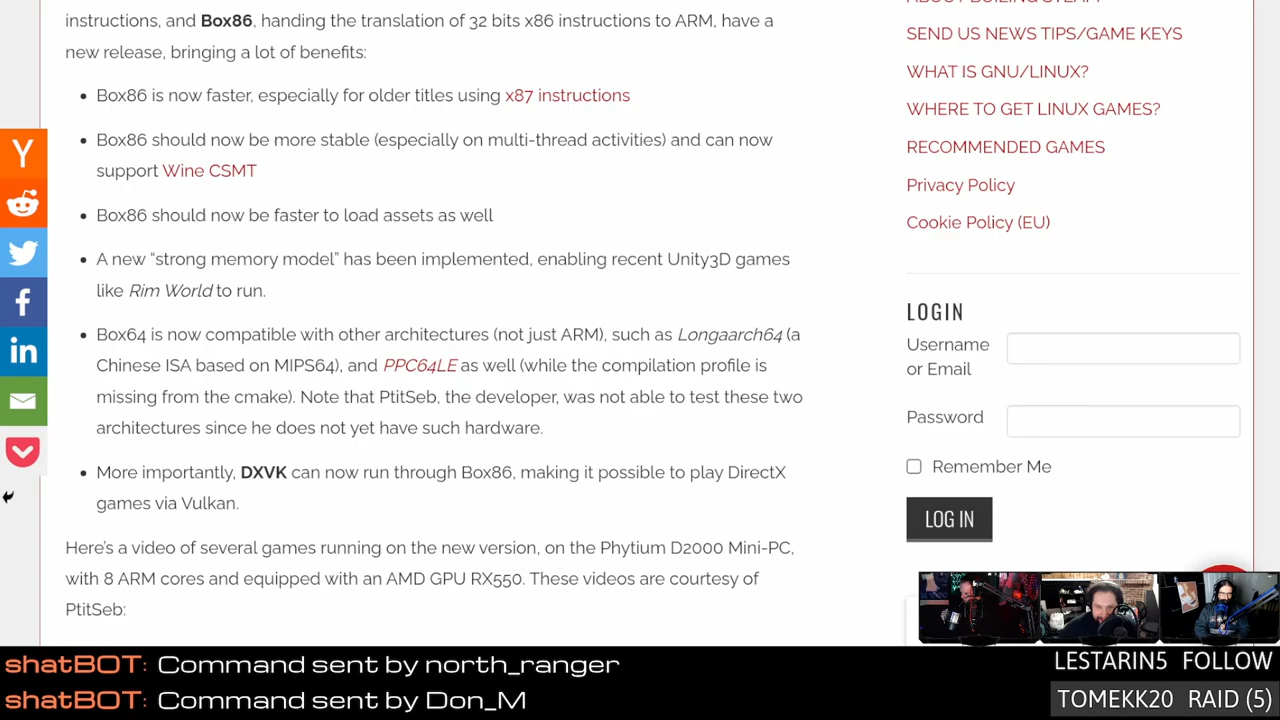 instructions, and Box86, handing the translation of 32 bits x86 instructions to ARM, have a
new release, bringing a lot of benefits:
• Box86 is now faster, especially for older titles using x87 instructions
• Box86 should now be more stable (especially on multi-thread activities) and can now
support Wine CSMT
• Box86 should now be faster to load assets as well
• A new “strong memory model” has been implemented, enabling recent Unity3D games
like Rim World to run.
• Box64 is now compatible with other architectures (not just ARM), such as Longaarch64 (a
Chinese ISA based on MIPS64), and PPC64LE as well (while the compilation profile is
missing from the cmake). Note that PtitSeb, the developer, was not able to test these two
architectures since he does not yet have such hardware.
• More importantly, DXVK can now run through Box86, making it possible to play DirectX
games via Vulkan.
Here’s a video of several games running on the new version, on the Phytium D2000 Mini-PC,
with 8 ARM cores and equipped with an AMD GPU RX550. These videos are courtesy of
PtitSeb:
ABOUT BOILING STEAM
SEND US NEWS TIPS/GAME KEYS
WHAT IS GNU/LINUX?
WHERE TO GET LINUX GAMES?
RECOMMENDED GAMES
Privacy Policy
Cookie Policy (EU)
LOGIN
Username
or Email
Password
Remember Me
LOG IN
shatBOT: Command sent by north_ranger
shatBOT: Command sent by Don_M
LESTARIN5 FOLLOW
TOMEKK20 RAID (5)